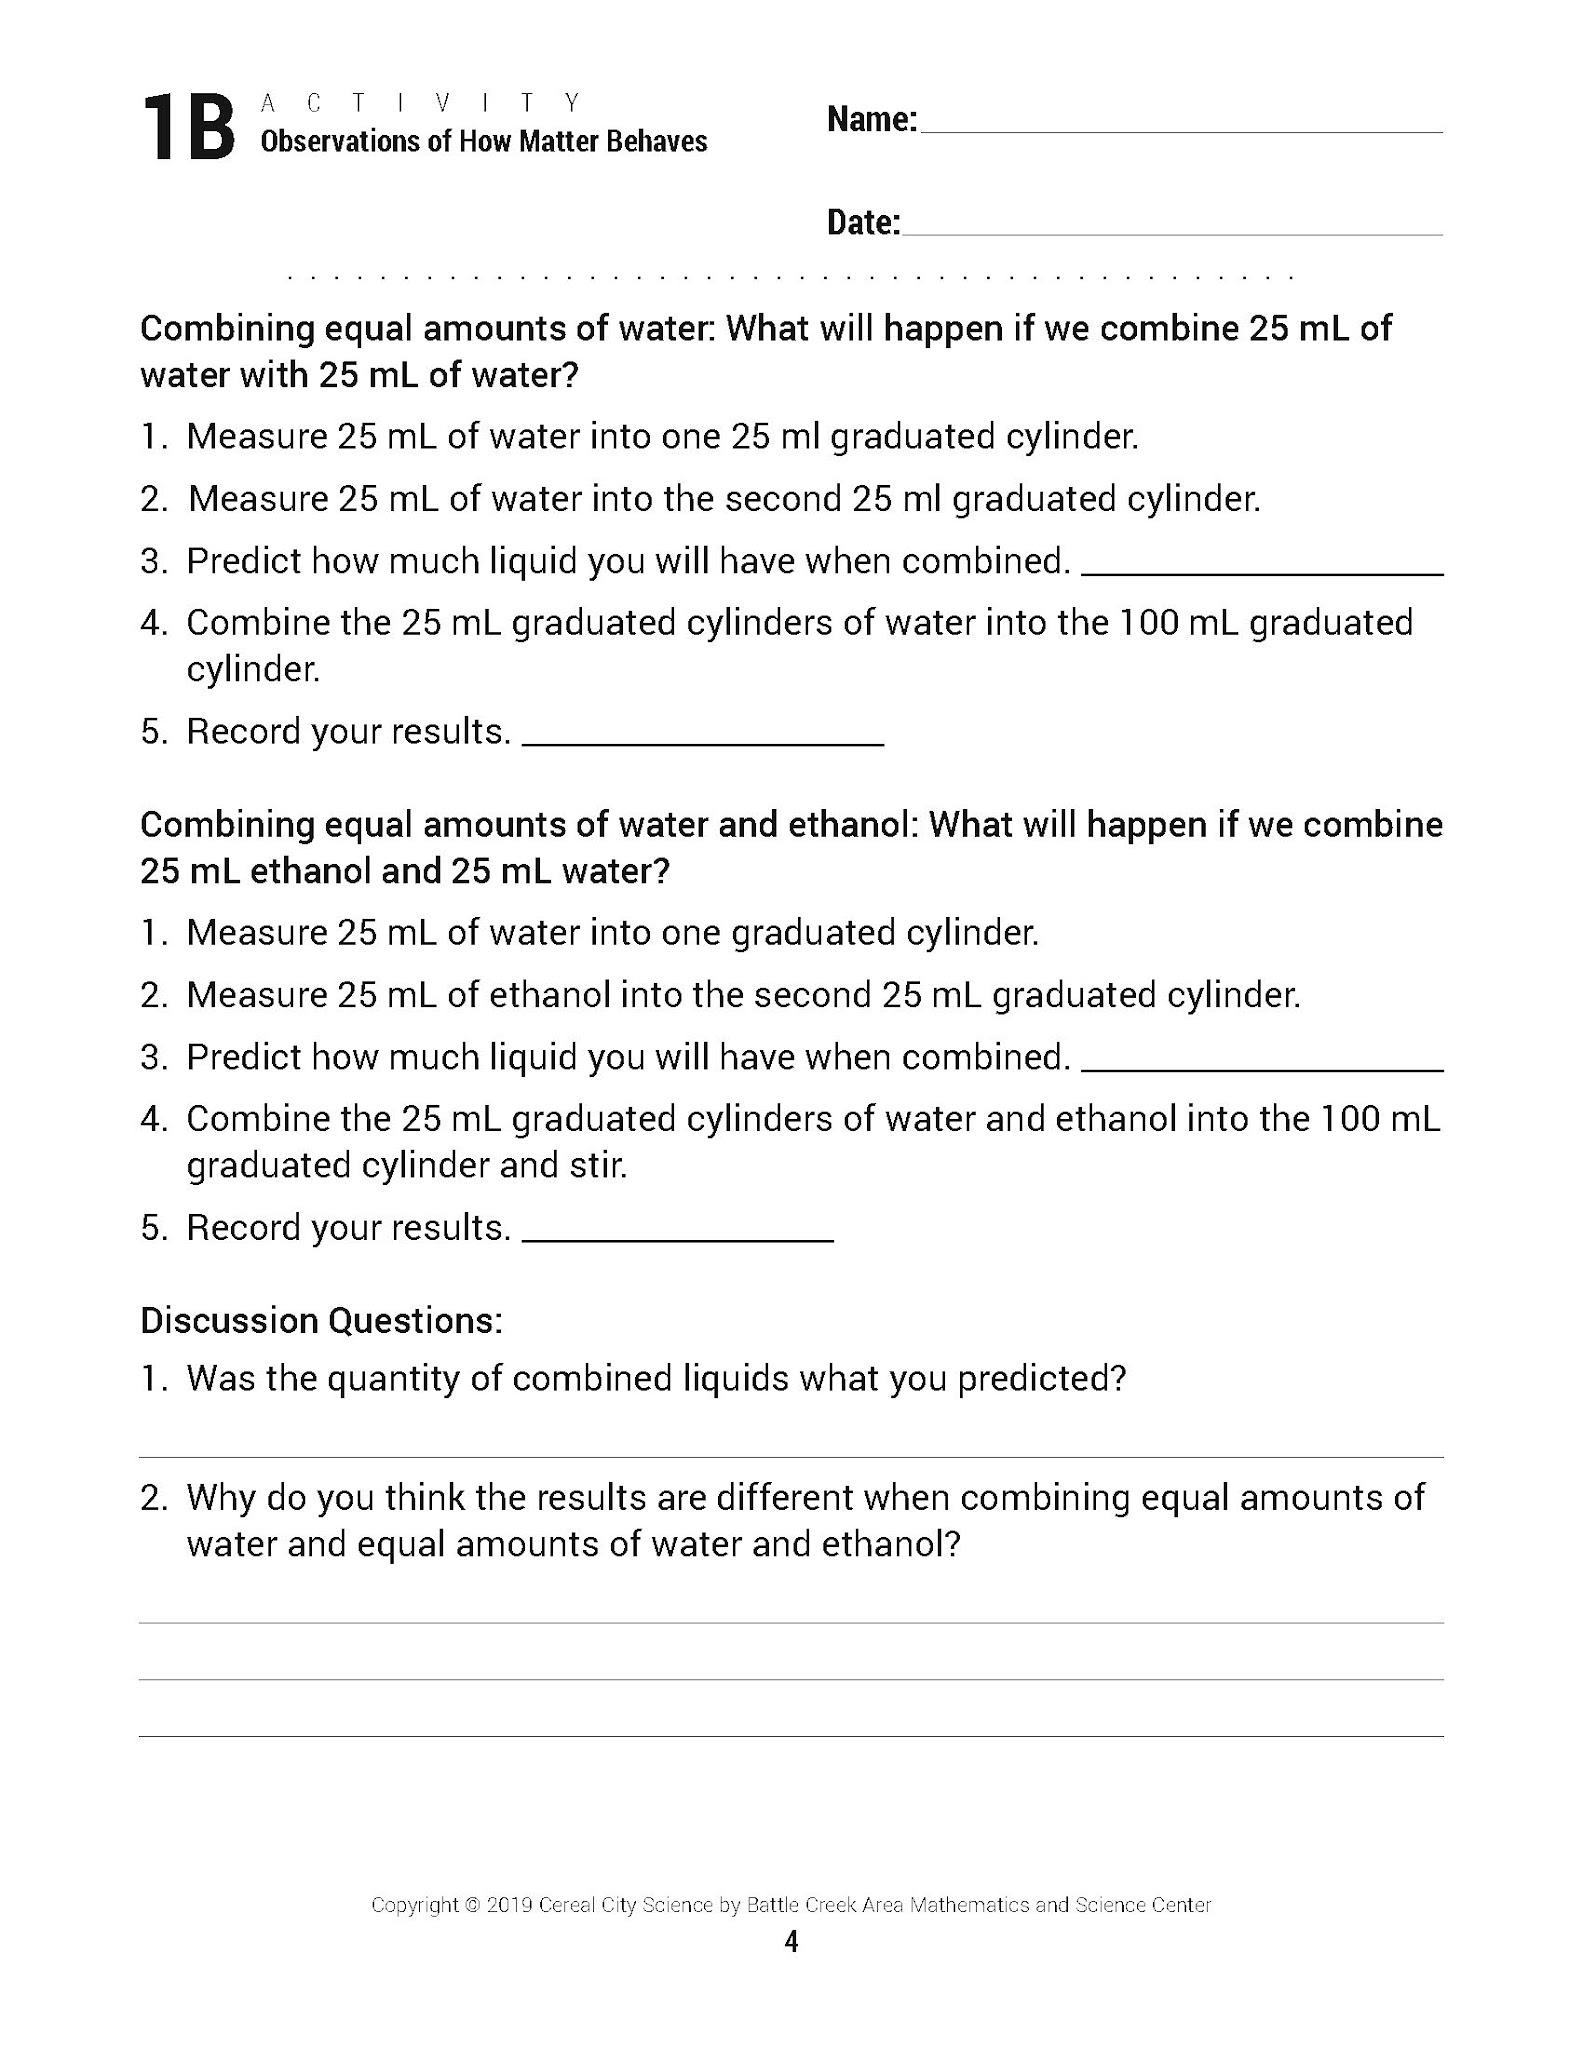 1B
ACTIVITY
Observations of How Matter Behaves
Name:
Date:
Combining equal amounts of water: What will happen if we combine 25 mL of
water with 25 mL of water?
1. Measure 25 mL of water into one 25 ml graduated cylinder.
2. Measure 25 mL of water into the second 25 ml graduated cylinder.
3. Predict how much liquid you will have when combined.
4. Combine the 25 mL graduated cylinders of water into the 100 mL graduated
cylinder.
5. Record your results.
Combining equal amounts of water and ethanol: What will happen if we combine
25 mL ethanol and 25 mL water?
1. Measure 25 mL of water into one graduated cylinder.
2. Measure 25 mL of ethanol into the second 25 mL graduated cylinder.
3. Predict how much liquid you will have when combined.
4. Combine the 25 mL graduated cylinders of water and ethanol into the 100 mL
graduated cylinder and stir.
5. Record your results.
Discussion Questions:
1. Was the quantity of combined liquids what you predicted?
2. Why do you think the results are different when combining equal amounts of
water and equal amounts of water and ethanol?
Copyright © 2019 Cereal City Science by Battle Creek Area Mathematics and Science Center
4